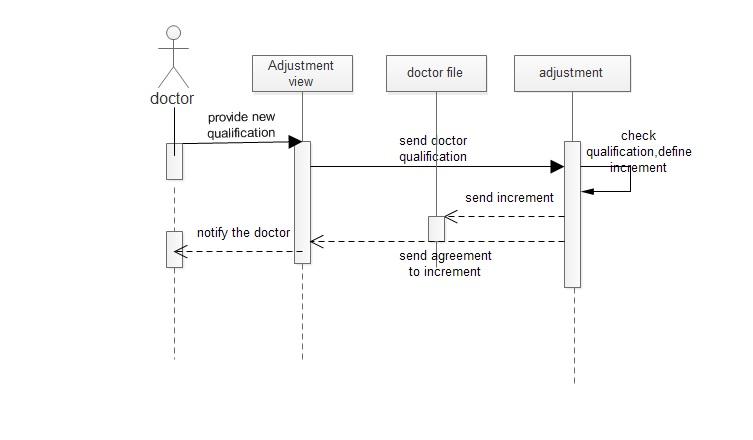 doctor
Adjustment
view
doctor file
adjustment
provide new
qualification
send doctor
qualification
check
qualification,define
increment
send increment
notify the doctor
send agreement
to increment